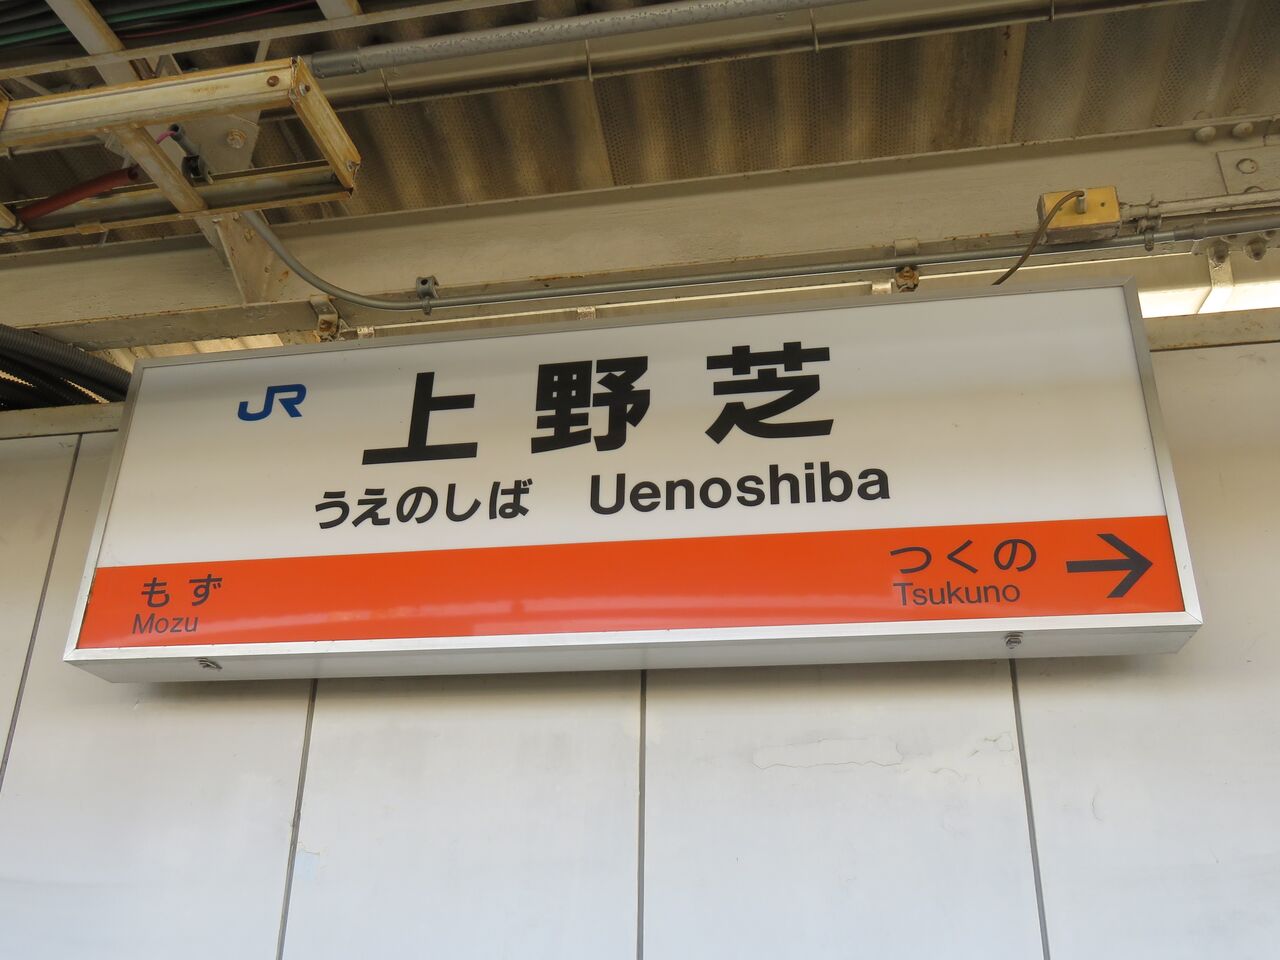 JR 上野芝
うえのしば Uenoshiba
もず つくの →
Mozu Tsukuno